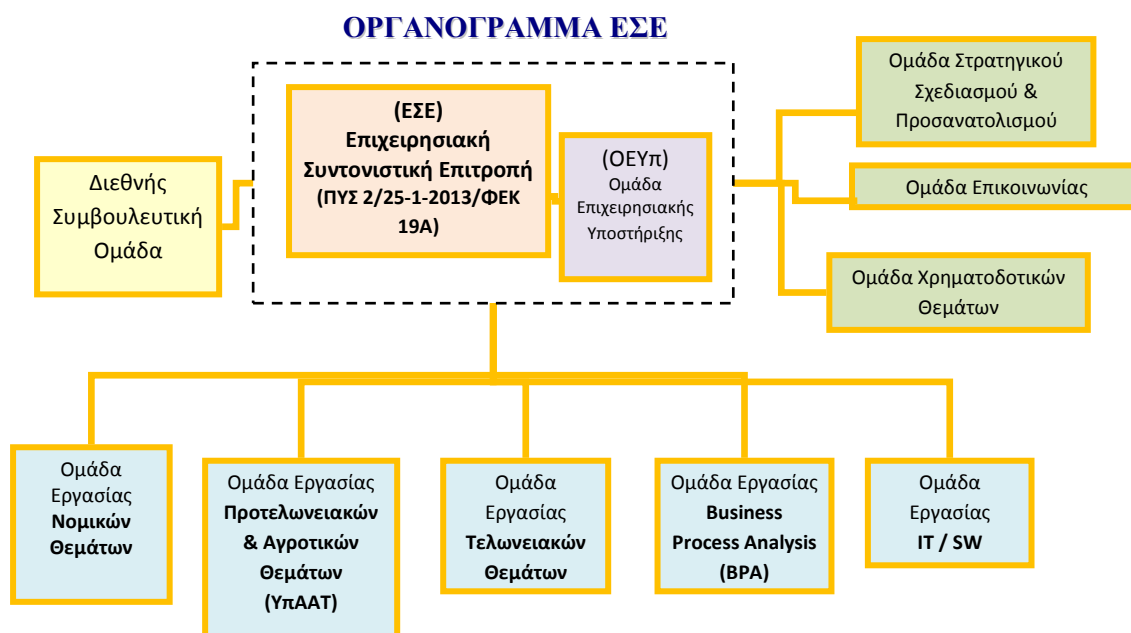 ΟΡΓΑΝΟΓΡΑΜΜΑ ΕΣΕ
Διεθνής
Συμβουλευτική
Ομάδα
(ΕΣΕ)
Επιχειρησιακή
Συντονιστική Επιτροπή
(ΠΥΣ 2/25-1-2013/ΦΕΚ
19Α)
(ΟΕΥπ)
Ομάδα
Επιχειρησιακής
Υποστήριξης
Ομάδα Στρατηγικού
Σχεδιασμού &
Προσανατολισμού
Ομάδα Επικοινωνίας
Ομάδα Χρηματοδοτικών
Θεμάτων
Ομάδα
Εργασίας
Νομικών
Θεμάτων
Ομάδα Εργασίας
Προτελωνειακών
& Αγροτικών
Θεμάτων
(ΥπΑΑΤ)
Ομάδα
Εργασίας
Τελωνειακών
Θεμάτων
Ομάδα Εργασίας
Business
Process Analysis
(BPA)
Ομάδα
Εργασίας
IT / SW